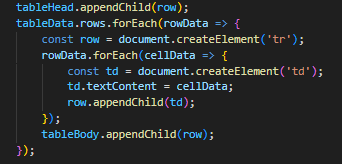 tableHead.appendChild(row);
tableData.rows.forEach(rowData => {
    const row = document.createElement('tr');
    rowData.forEach(cellData => {
        const td = document.createElement('td');
        td.textContent = cellData;
        row.appendChild(td);
    });
    tableBody.appendChild(row);
});